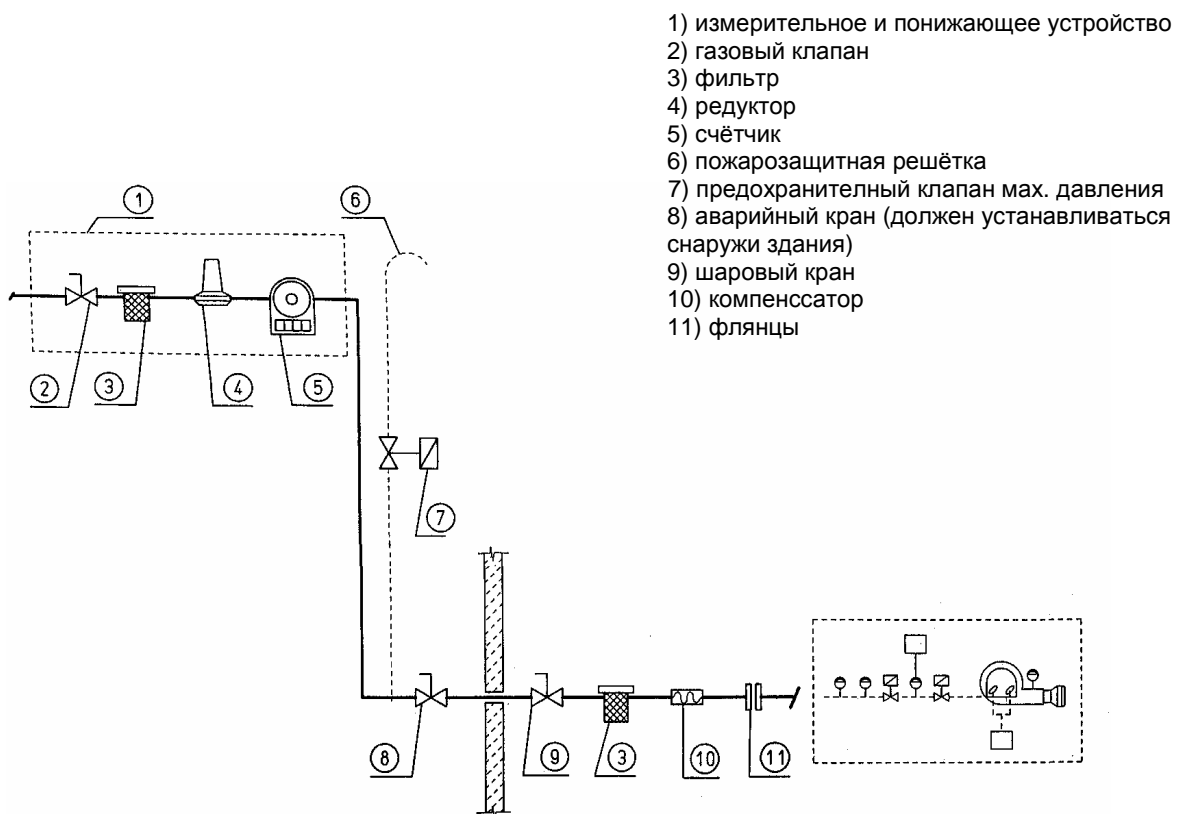 1) измерительное и понижающее устройство
2) газовый клапан
3) фильтр
4) редуктор
5) счётчик
6) пожарозащитная решётка
7) предохранителный клапан мах. давления
8) аварийный кран (должен устанавливаться
снаружи здания)
9) шаровый кран
10) компенссатор
11) флянцы
1
6
2
3
4
5
7
8
9
3
10
11